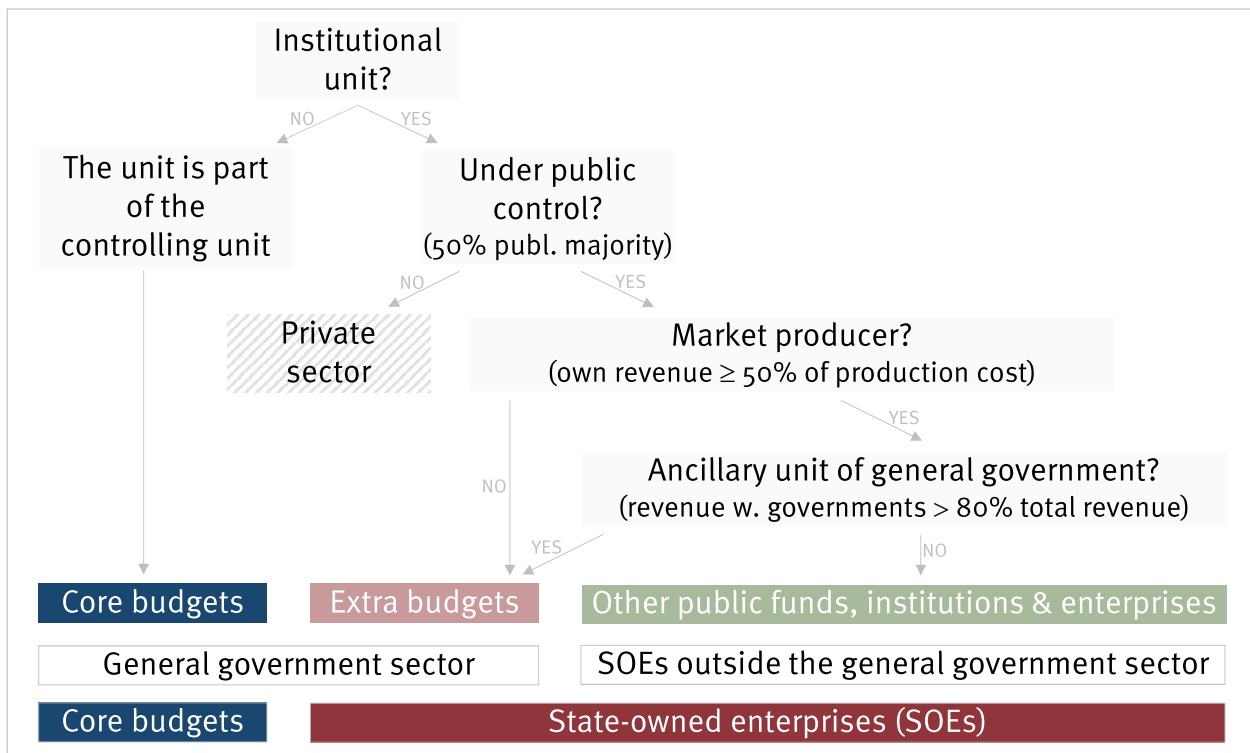 Institutional
unit?
NO
YES
The unit is part
of the
controlling unit
Under public
control?
(50% publ. majority)
NO
YES
Private
sector
Market producer?
(own revenue ≥ 50% of production cost)
YES
NO
Ancillary unit of general government?
(revenue w. governments > 80% total revenue)
YES
NO
Core budgets
Extra budgets
Other public funds, institutions & enterprises
General government sector
SOEs outside the general government sector
Core budgets
State-owned enterprises (SOEs)